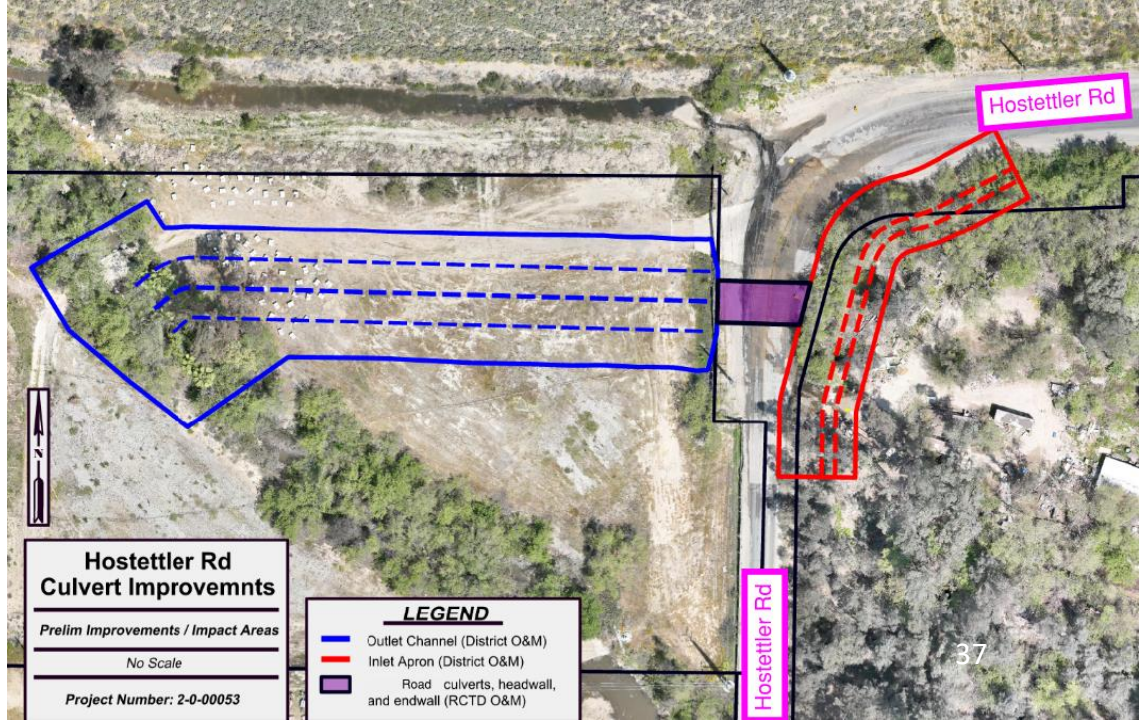 Hostettler Rd
Hostettler Rd
37
N
Hostettler Rd
Culvert Improvemnts
Prelim Improvements / Impact Areas
No Scale
Project Number: 2-0-00053
LEGEND
Outlet Channel (District O&M)
Inlet Apron (District O&M)
Road culverts, headwall,
and endwall (RCTD O&M)